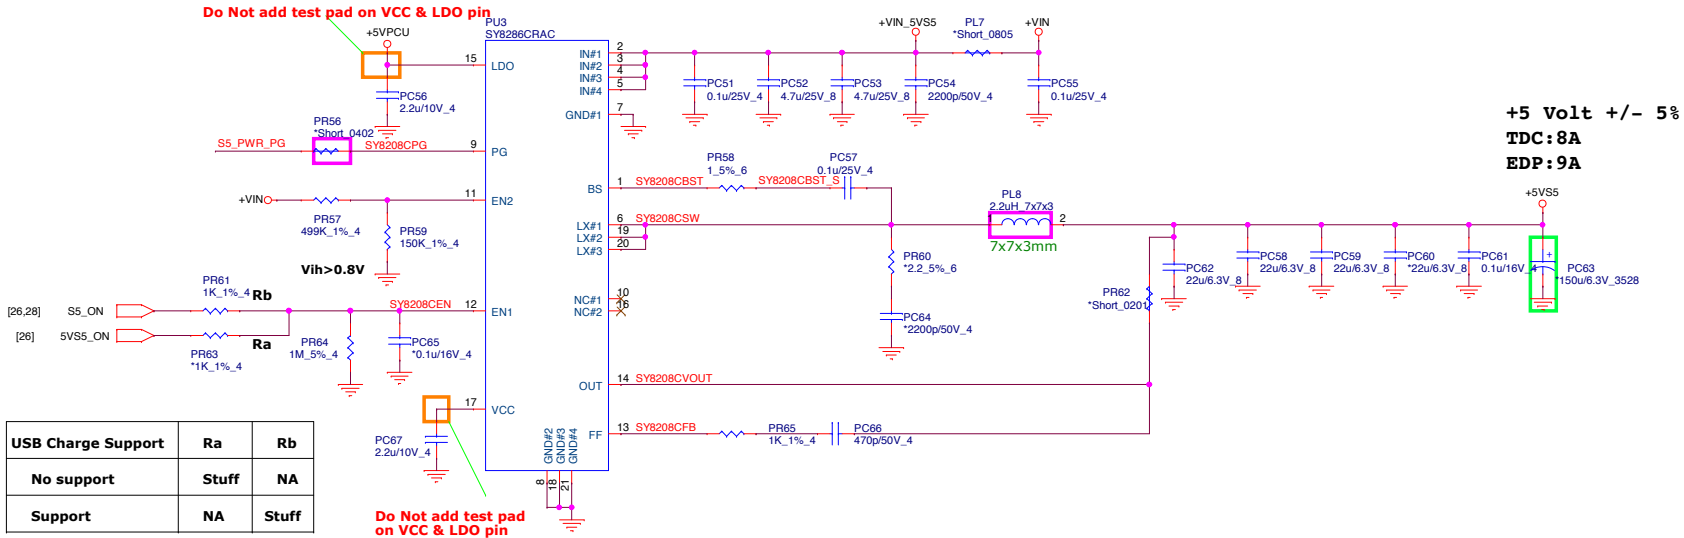 Do Not add test pad on VCC & LDO pin
+5VPCU
PU3
SY8286CRAC
15
LDO
PC56
2.2u/10V_4
PR56
*Short_0402
S5_PWR_PG
SY8208CPG
9
PG
+VIN
11
EN2
PR57
499K_1%_4
PR59
150K_1%_4
Vih>0.8V
PR61
1K_1%_4
Rb
[26,28]
S5_ON
SY8208CEN
12
EN1
[26]
5VS5_ON
Ra
PR63
*1K_1%_4
PR64
1M_5%_4
PC65
*0.1u/16V_4
17
VCC
PC67
2.2u/10V_4
Do Not add test pad
on VCC & LDO pin
USB Charge Support Ra Rb
No support Stuff NA
Support NA Stuff
IN#1
2
IN#2
3
IN#3
4
IN#4
5
GND#1
7
+VIN_5VS5
PL7
*Short_0805
+VIN
PC51
0.1u/25V_4
PC52
4.7u/25V_8
PC53
4.7u/25V_8
PC54
2200p/50V_4
PC55
0.1u/25V_4
BS
1
SY8208CBST
PR58
1_5%_6
SY8208CBST_S
PC57
0.1u/25V_4
LX#1
6
SY8208CSW
LX#2
19
LX#3
20
PL8
2.2uH_7x7x3
1
2
7x7x3mm
PR60
*2.2_5%_6
NC#1
10
NC#2
16
PC64
*2200p/50V_4
PR62
*Short_0201
PC62
22u/6.3V_8
PC58
22u/6.3V_8
PC59
22u/6.3V_8
PC60
*22u/6.3V_8
PC61
0.1u/16V_4
PC63
*150u/6.3V_3528
+5VS5
+5 Volt +/- 5%
TDC:8A
EDP:9A
OUT
14
SY8208CVOUT
FF
13
SY8208CFB
PR65
1K_1%_4
PC66
470p/50V_4
GND#2
GND#3
GND#4
8
18
21